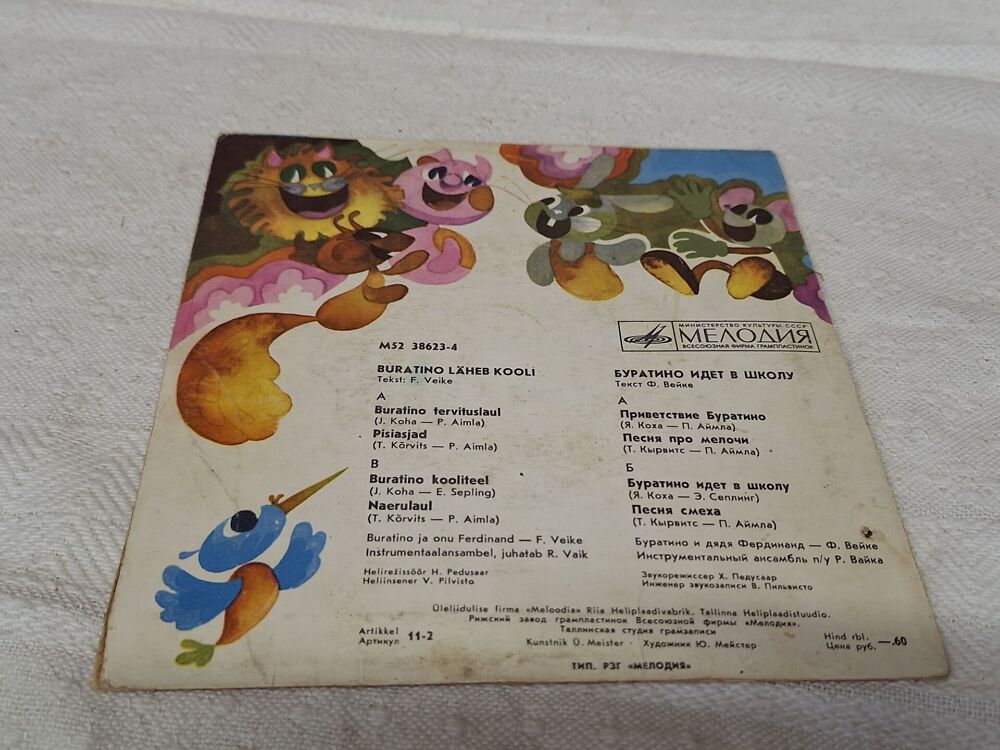 МИНИСТЕРСТВО КУЛЬТУРЫ СССР
МЕЛОДИЯ
ВСЕСОЮЗНАЯ ФИРМА ГРАМПЛАСТИНОК
М52 38623-4
BURATINO LÄHEB KOOLI
Tekst: F. Veike
A
Buratino tervituslaul
(J. Koha — P. Aimla)
Pisiasjad
(T. Kõrvits — P. Aimla)
B
Buratino kooliteel
(J. Koha — E. Sepling)
Naerulaul
(T. Kõrvits — P. Aimla)
Buratino ja onu Ferdinand — F. Veike
Instrumentaalansambel, juhatab R. Vaik
Helirežissöör H. Pedusaar
Heliinsener V. Pilvisto
БУРАТИНО ИДЕТ В ШКОЛУ
Текст Ф. Вейке
А
Приветствие Буратино
(Я. Коха — П. Аймла)
Песня про мелочи
(Т. Кырвитс — П. Аймла)
Б
Буратино идет в школу
(Я. Коха — Э. Сеплинг)
Песня смеха
(Т. Кырвитс — П. Аймла)
Буратино и дядя Фердинанд — Ф. Вейке
Инструментальный ансамбль п/у Р. Вайка
Звукорежиссер Х. Педусаар
Инженер звукозаписи В. Пильвисто
Üleliidulise firma «Meloodia» Riia Heliplaadivabrik. Tallinna Heliplaadistuudio.
Рижский завод грампластинок Всесоюзной фирмы «Мелодия».
Таллинская студия грамзаписи
Artikkel
Артикул 11-2
Kunstnik Ü. Meister · Художник Ю. Мейстер
Hind rbl.
Цена руб. —.60
ТИП. РЗГ «МЕЛОДИЯ»